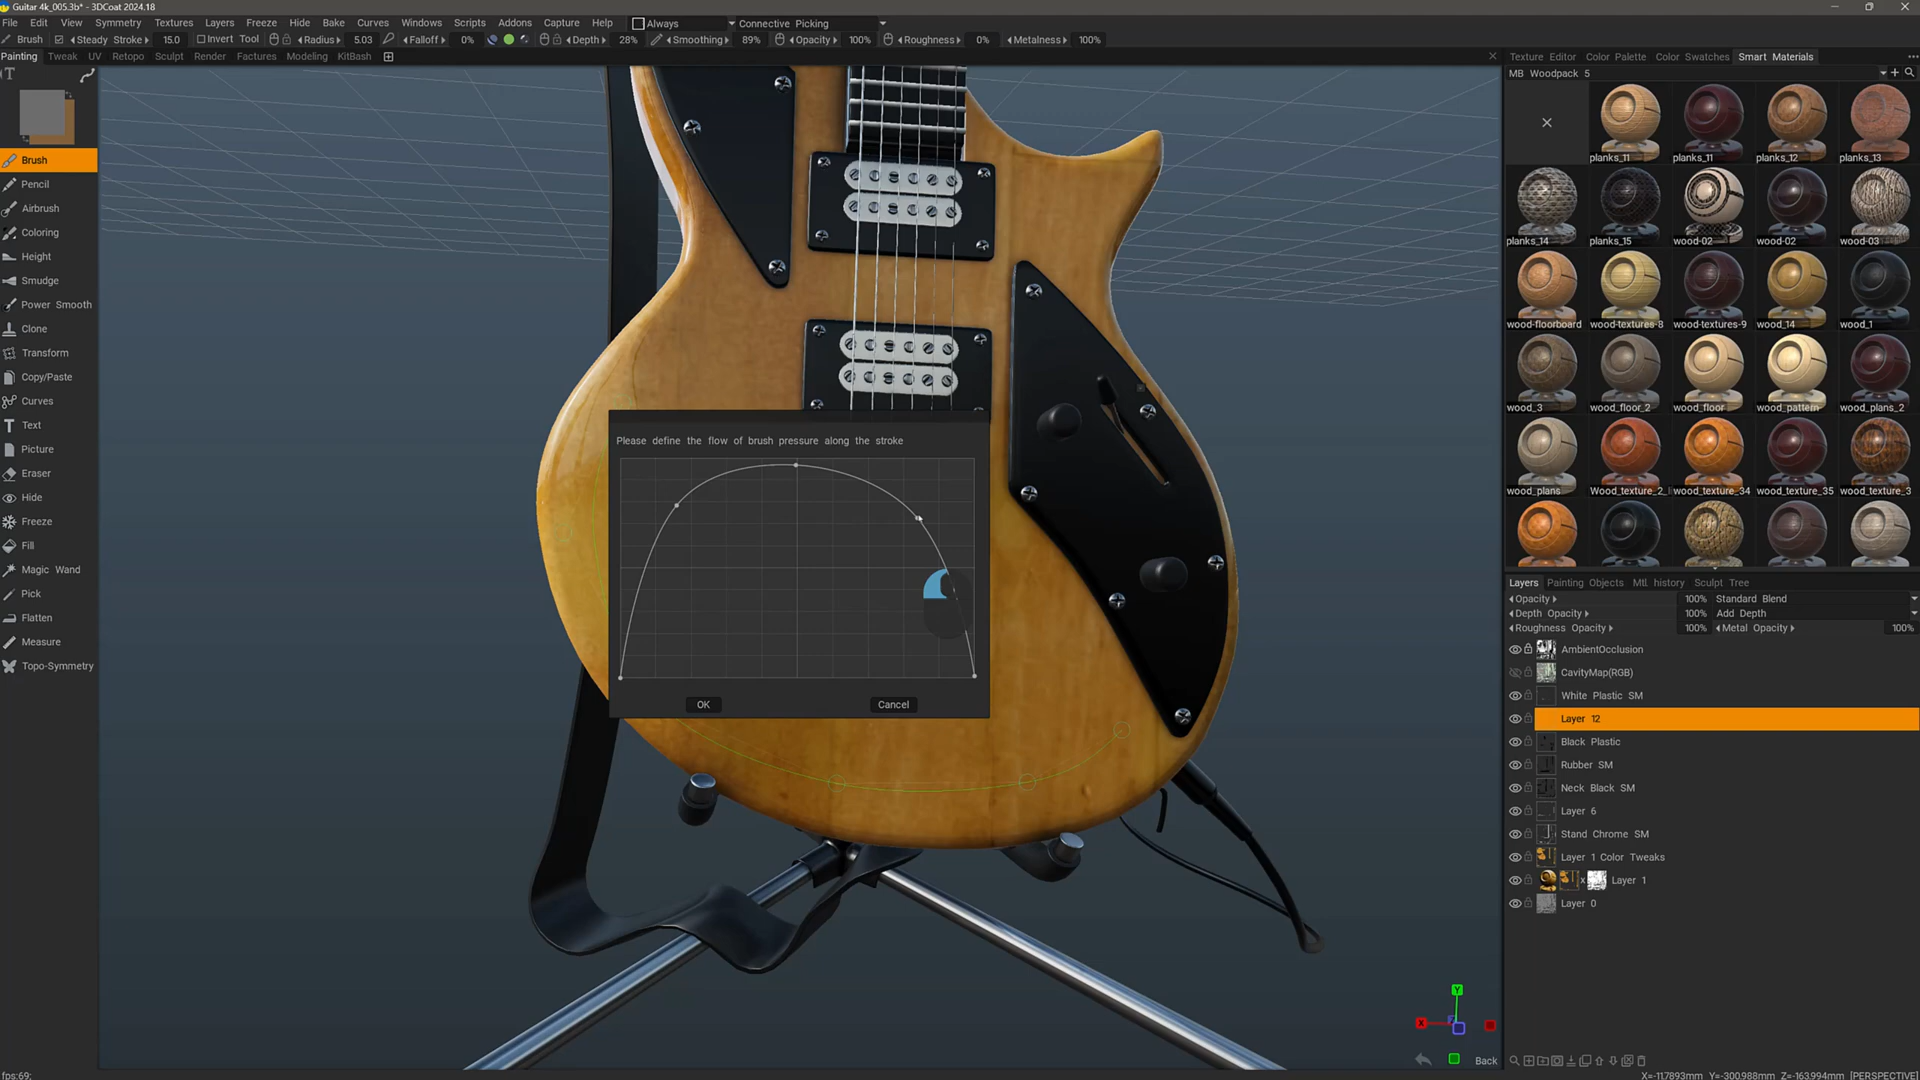 Guitar 4k_005.3b* - 3DCoat 2024.18
File Edit View Symmetry Textures Layers Freeze Hide Bake Curves Windows Scripts Addons Capture Help Always Connective Picking
Brush Steady Stroke 15.0 Invert Tool Radius 5.03 Falloff 0% Depth 28% Smoothing 89% Opacity 100% Roughness 0% Metalness 100%
Painting Tweak UV Retopo Sculpt Render Factures Modeling KitBash
Texture Editor Color Palette Color Swatches Smart Materials
MB Woodpack 5
Brush
Pencil
Airbrush
Coloring
Height
Smudge
Power Smooth
Clone
Transform
Copy/Paste
Curves
Text
Picture
Eraser
Hide
Freeze
Fill
Magic Wand
Pick
Flatten
Measure
Topo-Symmetry
Please define the flow of brush pressure along the stroke
OK Cancel
planks_11 planks_11 planks_12 planks_13
planks_14 planks_15 wood-02 wood-02 wood-03
wood-floorboard wood-textures-8 wood-textures-9 wood_14 wood_1
wood_3 wood_floor_2 wood_floor wood_pattern wood_plans_2
wood_plans Wood_texture_2_ wood_texture_34 wood_texture_35 wood_texture_3
Layers Painting Objects Mtl history Sculpt Tree
Opacity 100% Standard Blend
Depth Opacity 100% Add Depth
Roughness Opacity 100% Metal Opacity 100%
AmbientOcclusion
CavityMap(RGB)
White Plastic SM
Layer 12
Black Plastic
Rubber SM
Neck Black SM
Layer 6
Stand Chrome SM
Layer 1 Color Tweaks
Layer 1
Layer 0
Y
X
Back
fps:69;
X=-11.7893mm Y=-300.988mm Z=-163.994mm [PERSPECTIVE]